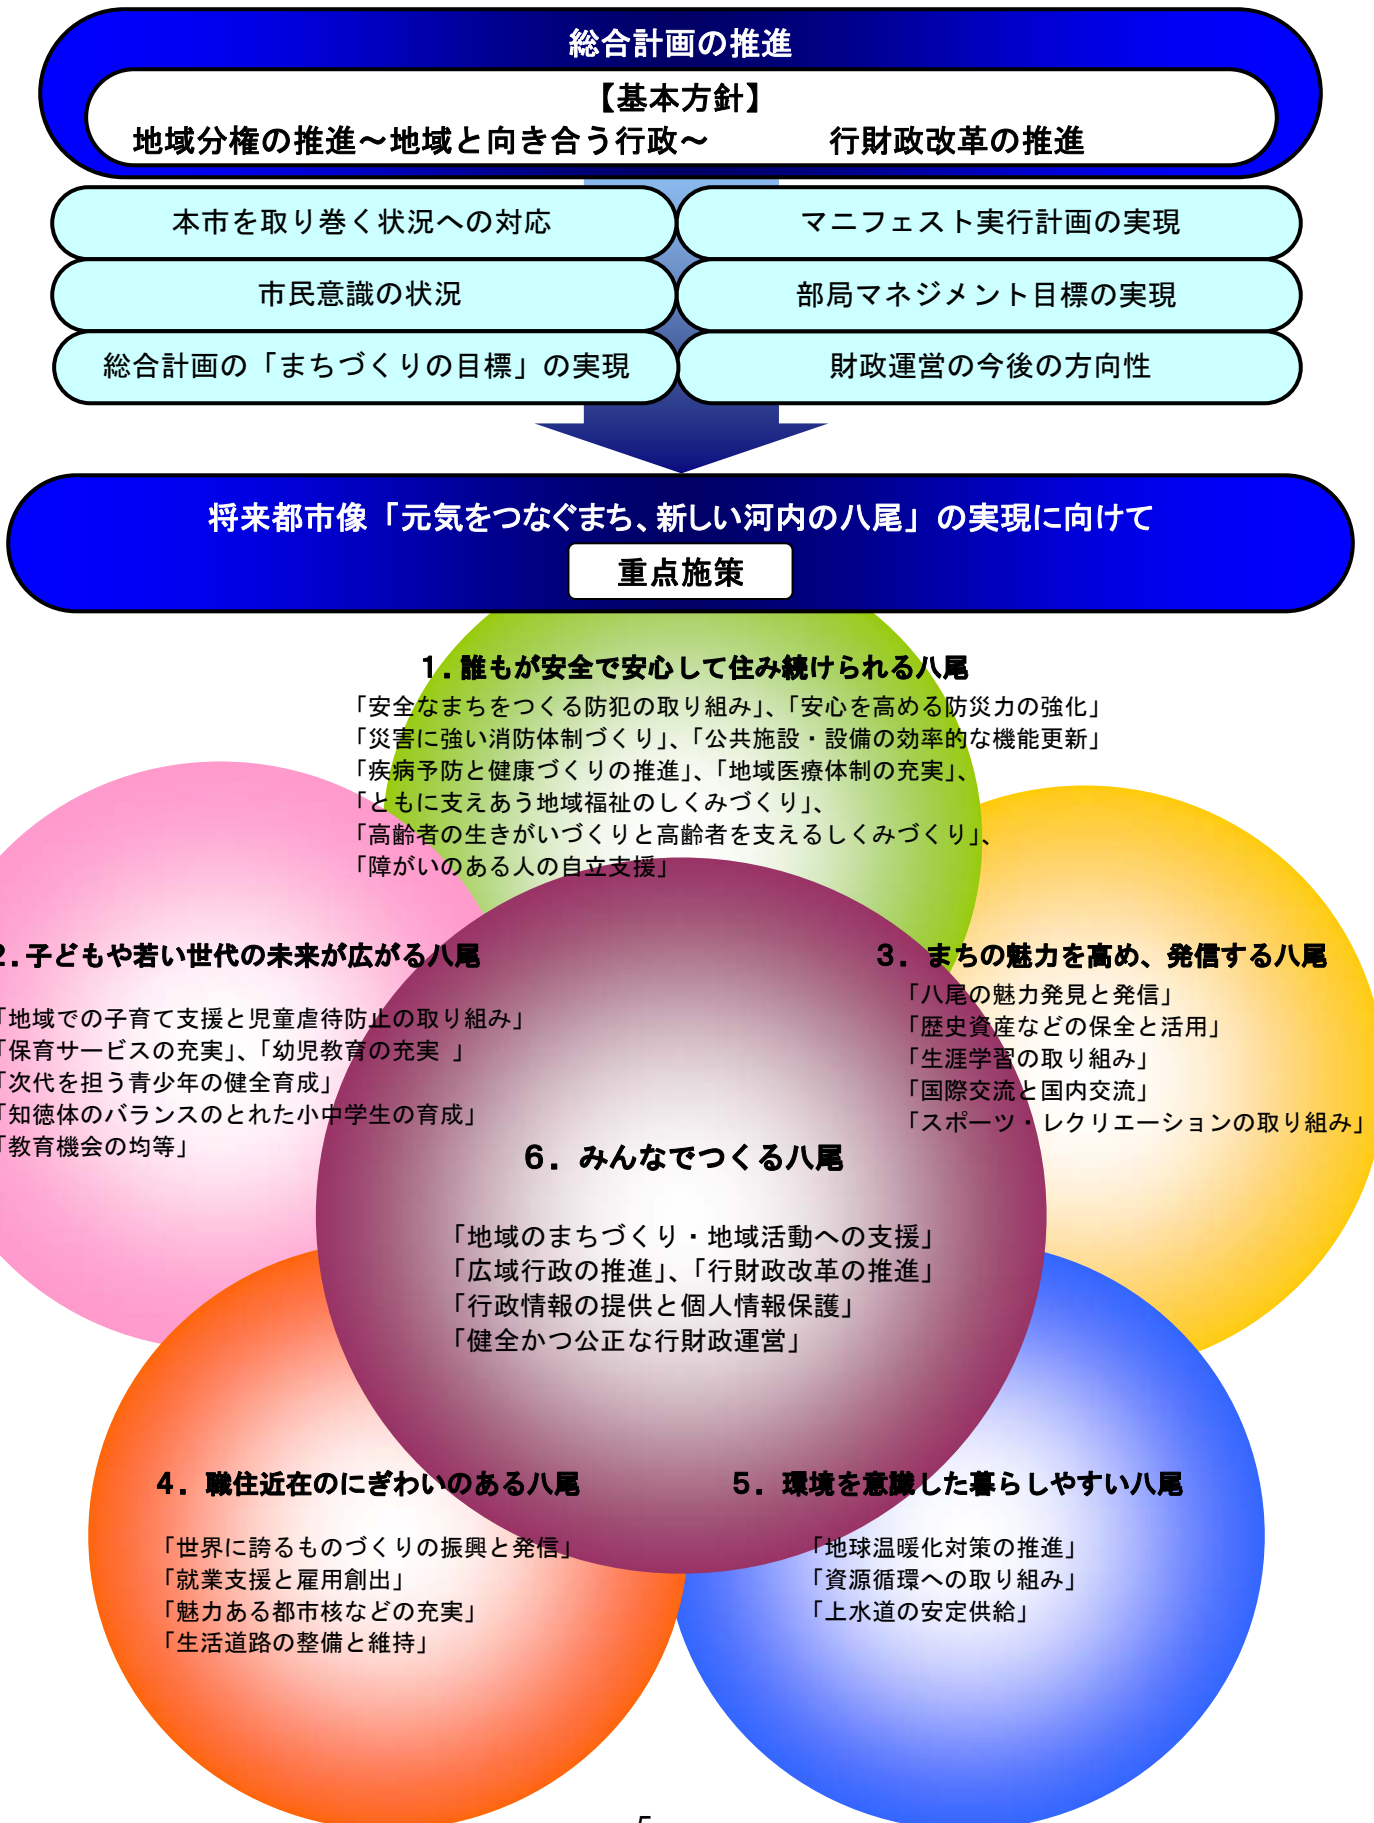 総合計画の推進
【基本方針】
地域分権の推進～地域と向き合う行政～　　　行財政改革の推進
本市を取り巻く状況への対応
マニフェスト実行計画の実現
市民意識の状況
部局マネジメント目標の実現
総合計画の「まちづくりの目標」の実現
財政運営の今後の方向性
将来都市像「元気をつなぐまち、新しい河内の八尾」の実現に向けて
重点施策
１．誰もが安全で安心して住み続けられる八尾
「安全なまちをつくる防犯の取り組み」、「安心を高める防災力の強化」
「災害に強い消防体制づくり」、「公共施設・設備の効率的な機能更新」
「疾病予防と健康づくりの推進」、「地域医療体制の充実」、
「ともに支えあう地域福祉のしくみづくり」、
「高齢者の生きがいづくりと高齢者を支えるしくみづくり」、
「障がいのある人の自立支援」
２．子どもや若い世代の未来が広がる八尾
「地域での子育て支援と児童虐待防止の取り組み」
「保育サービスの充実」、「幼児教育の充実　」
「次代を担う青少年の健全育成」
「知徳体のバランスのとれた小中学生の育成」
「教育機会の均等」
３．まちの魅力を高め、発信する八尾
「八尾の魅力発見と発信」
「歴史資産などの保全と活用」
「生涯学習の取り組み」
「国際交流と国内交流」
「スポーツ・レクリエーションの取り組み」
６．みんなでつくる八尾
「地域のまちづくり・地域活動への支援」
「広域行政の推進」、「行財政改革の推進」
「行政情報の提供と個人情報保護」
「健全かつ公正な行財政運営」
４．職住近在のにぎわいのある八尾
「世界に誇るものづくりの振興と発信」
「就業支援と雇用創出」
「魅力ある都市核などの充実」
「生活道路の整備と維持」
５．環境を意識した暮らしやすい八尾
「地球温暖化対策の推進」
「資源循環への取り組み」
「上水道の安定供給」
5